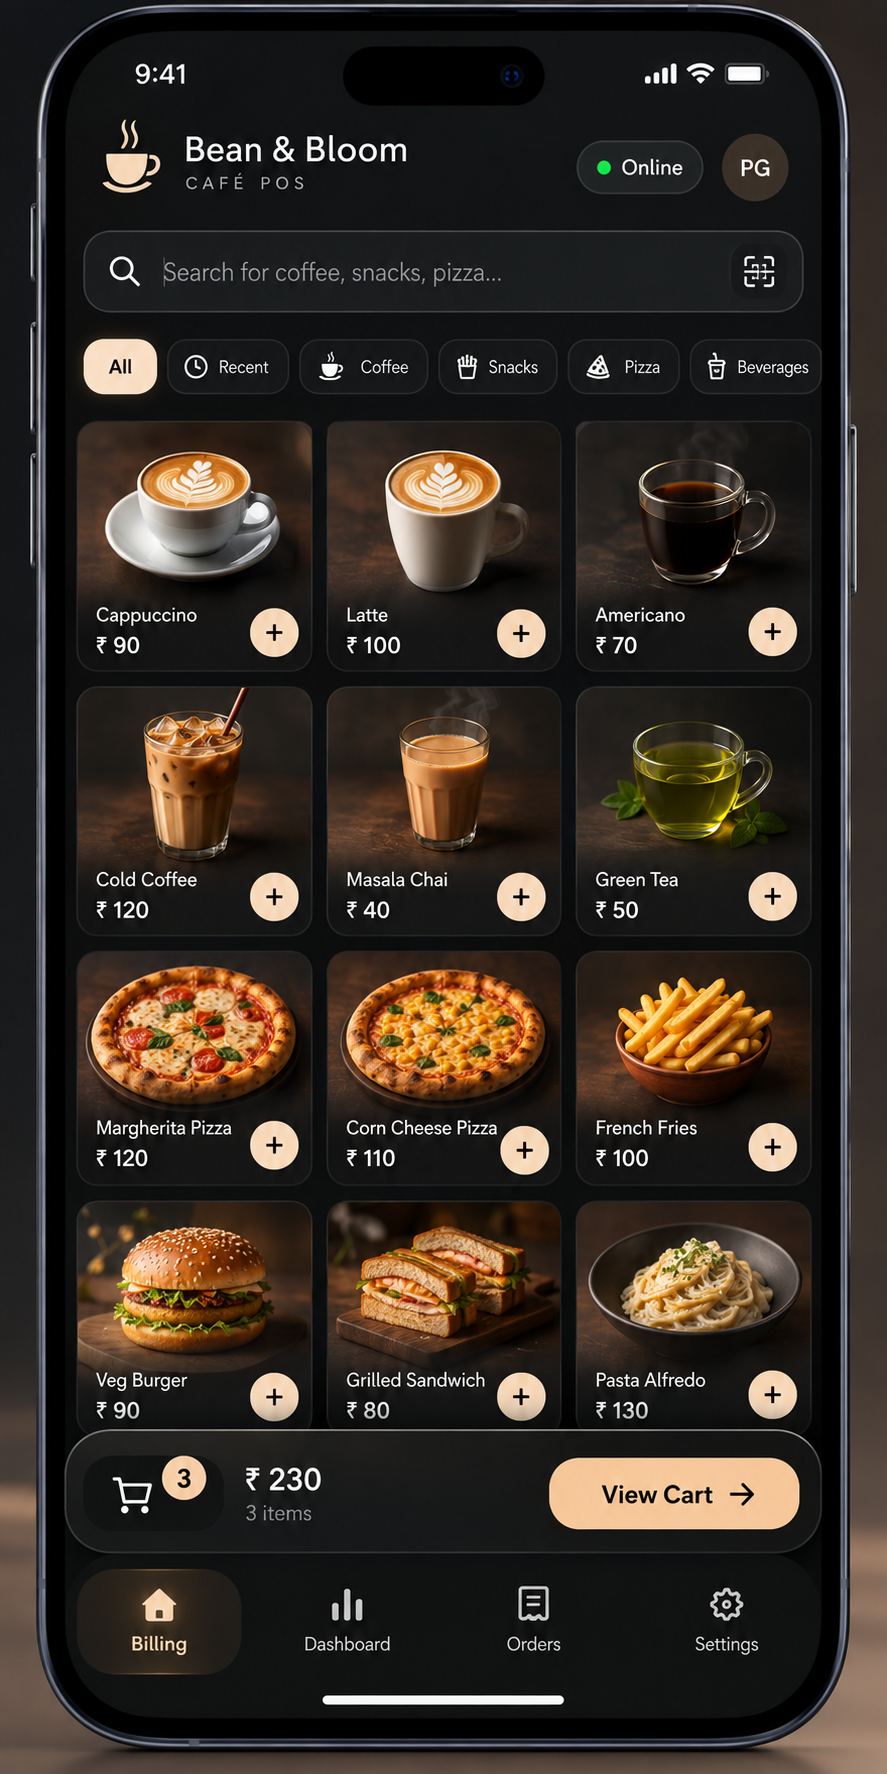 9:41
Bean & Bloom
CAFÉ POS
Online
PG
Search for coffee, snacks, pizza...
All
Recent
Coffee
Snacks
Pizza
Beverages
Cappuccino
₹ 90
Latte
₹ 100
Americano
₹ 70
Cold Coffee
₹ 120
Masala Chai
₹ 40
Green Tea
₹ 50
Margherita Pizza
₹ 120
Corn Cheese Pizza
₹ 110
French Fries
₹ 100
Veg Burger
₹ 90
Grilled Sandwich
₹ 80
Pasta Alfredo
₹ 130
3
₹ 230
3 items
View Cart
Billing
Dashboard
Orders
Settings